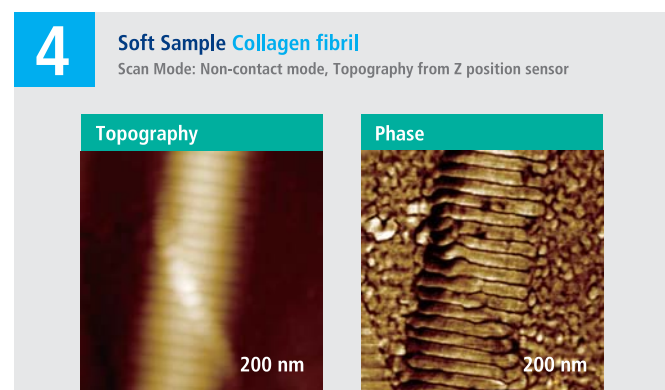 4
Soft Sample Collagen fibril
Scan Mode: Non-contact mode, Topography from Z position sensor
Topography
Phase
200 nm
200 nm